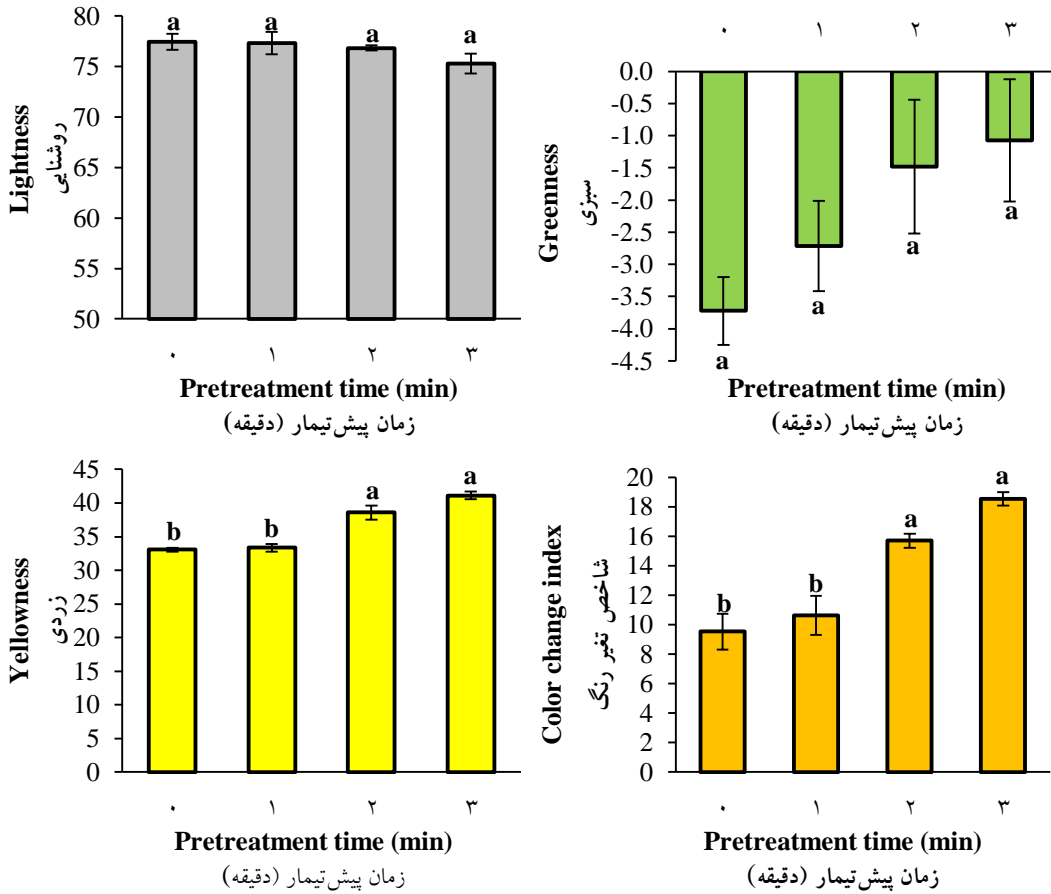 80
75
70
65
60
55
50
Lightness
روشنایی
a
a
a
a
۰
۱
۲
۳
Pretreatment time (min)
زمان پیش‌تیمار (دقیقه)
۰
۱
۲
۳
0.0
-0.5
-1.0
-1.5
-2.0
-2.5
-3.0
-3.5
-4.0
-4.5
Greenness
سبزی
a
a
a
a
Pretreatment time (min)
زمان پیش‌تیمار (دقیقه)
45
40
35
30
25
20
15
10
5
0
Yellowness
زردی
b
b
a
a
۰
۱
۲
۳
Pretreatment time (min)
زمان پیش‌تیمار (دقیقه)
20
18
16
14
12
10
8
6
4
2
0
Color change index
شاخص تغیر رنگ
b
b
a
a
۰
۱
۲
۳
Pretreatment time (min)
زمان پیش‌تیمار (دقیقه)